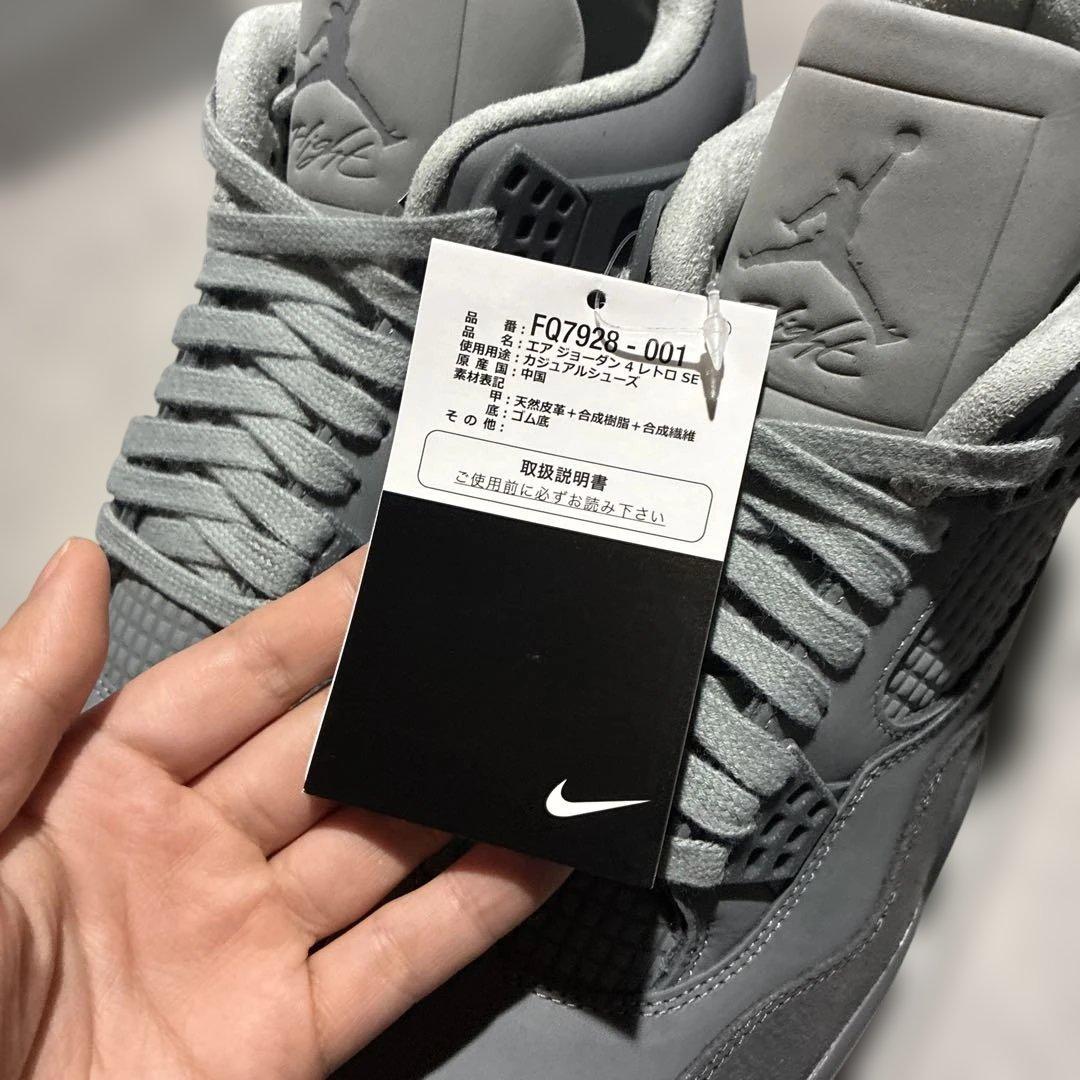 Flight
品番：FQ7928 - 001
品名：エア ジョーダン 4 レトロ SE
使用用途：カジュアルシューズ
原産国：中国
素材表記
甲：天然皮革＋合成樹脂＋合成繊維
底：ゴム底
その他：
取扱説明書
ご使用前に必ずお読み下さい